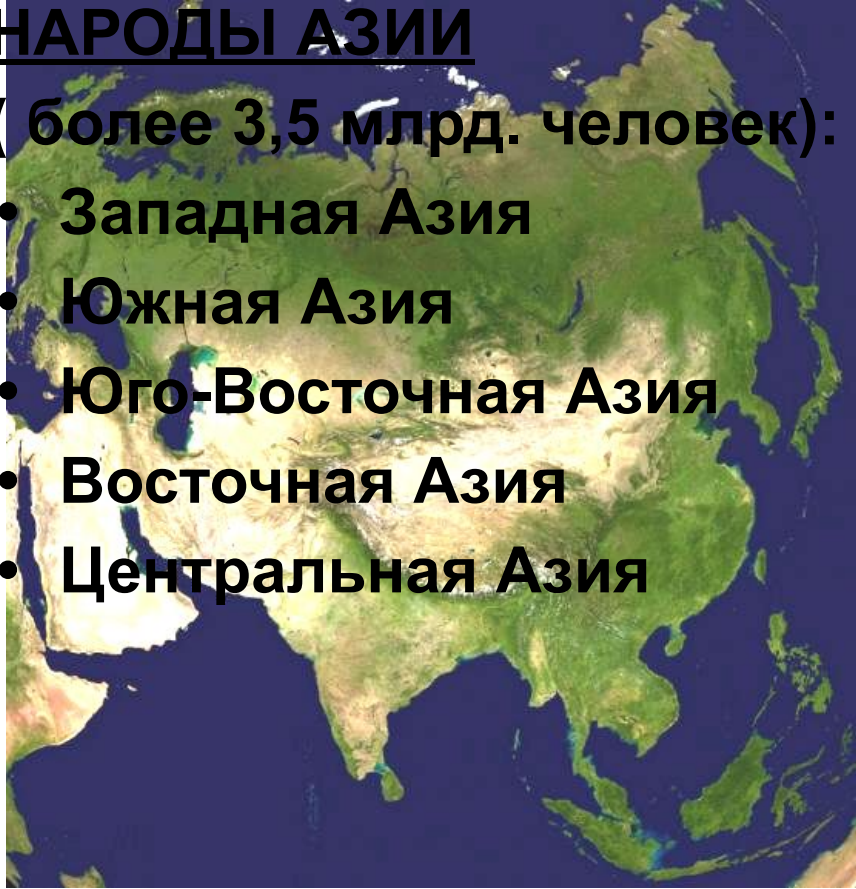 НАРОДЫ АЗИИ
( более 3,5 млрд. человек):
• Западная Азия
• Южная Азия
• Юго-Восточная Азия
• Восточная Азия
• Центральная Азия